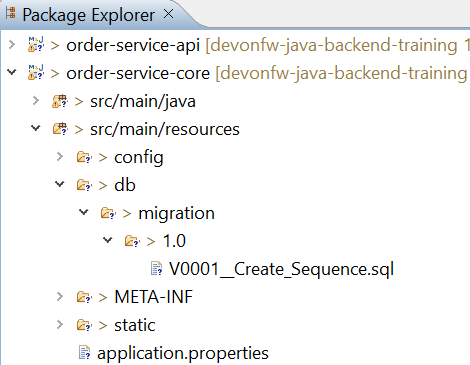 Package Explorer
> order-service-api [devonfw-java-backend-training 1
> order-service-core [devonfw-java-backend-training
> src/main/java
> src/main/resources
> config
> db
> migration
> 1.0
V0001__Create_Sequence.sql
> META-INF
> static
application.properties